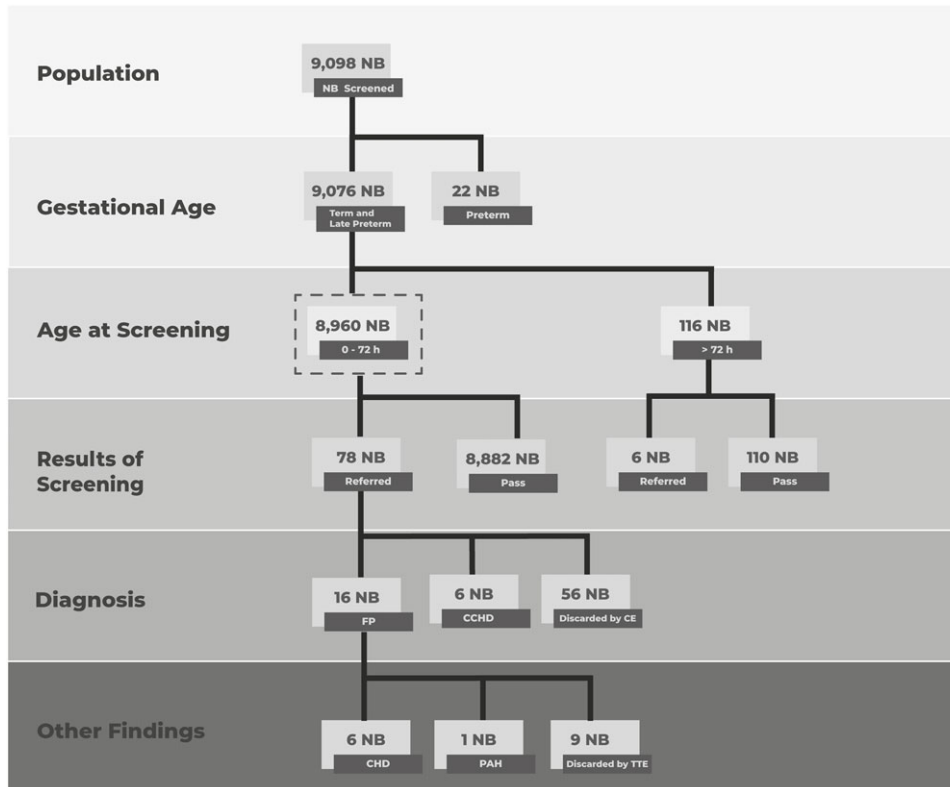 Population
9,098 NB
NB Screened
Gestational Age
9,076 NB
Term and
Late Preterm
22 NB
Preterm
Age at Screening
8,960 NB
0 - 72 h
116 NB
> 72 h
Results of
Screening
78 NB
Referred
8,882 NB
Pass
6 NB
Referred
110 NB
Pass
Diagnosis
16 NB
FP
6 NB
CCHD
56 NB
Discarded by CE
Other Findings
6 NB
CHD
1 NB
PAH
9 NB
Discarded by TTE